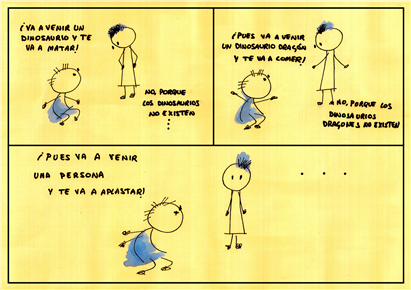 ¡VA A VENIR UN
DINOSAURIO Y TE
VA A MATAR!
NO, PORQUE
LOS DINOSAURIOS
NO EXISTEN
...
¡PUES VA A VENIR
UN DINOSAURIO DRAGÓN
Y TE VA A COMER!
NO, PORQUE LOS
DINOSAURIOS
DRAGONES NO EXISTEN
¡PUES VA A VENIR
UNA PERSONA
Y TE VA A APLASTAR!
...